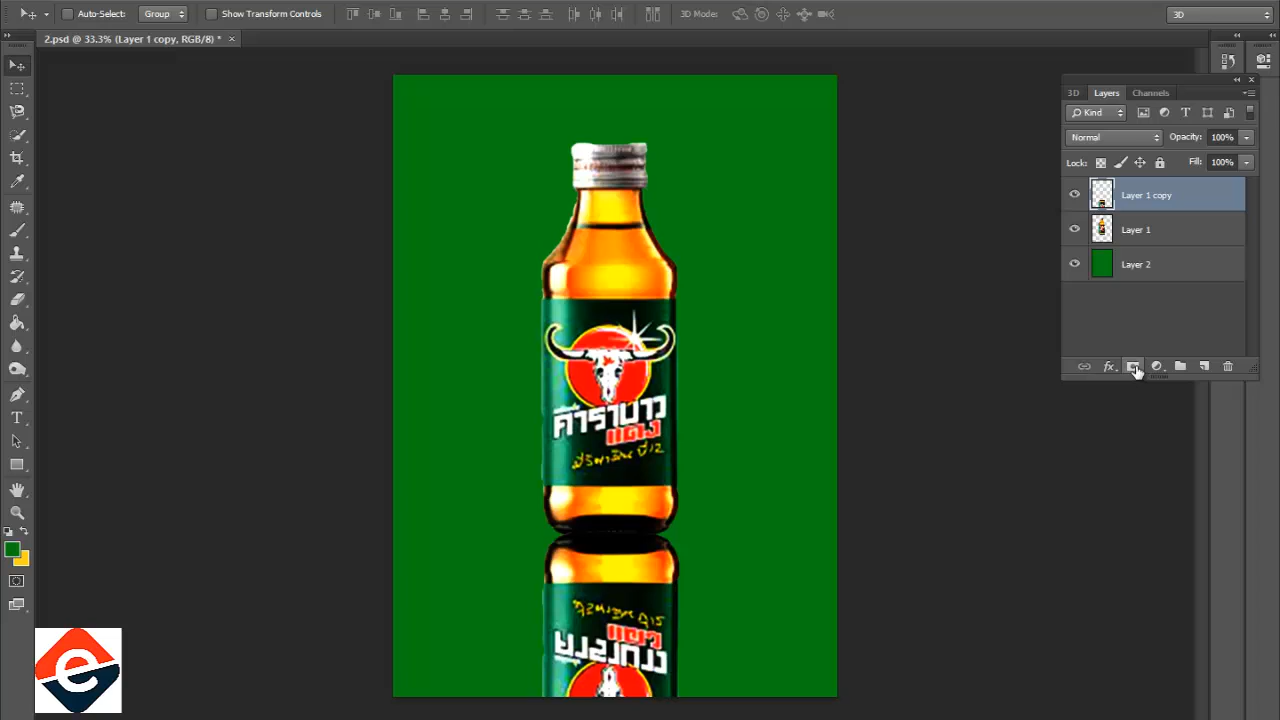 Auto-Select:
Group
Show Transform Controls
3D Mode:
3D
2.psd @ 33.3% (Layer 1 copy, RGB/8) *
3D
Layers
Channels
Kind
Normal
Opacity:
100%
Lock:
Fill:
100%
Layer 1 copy
Layer 1
Layer 2
fx
คาราบาว
แดง
e